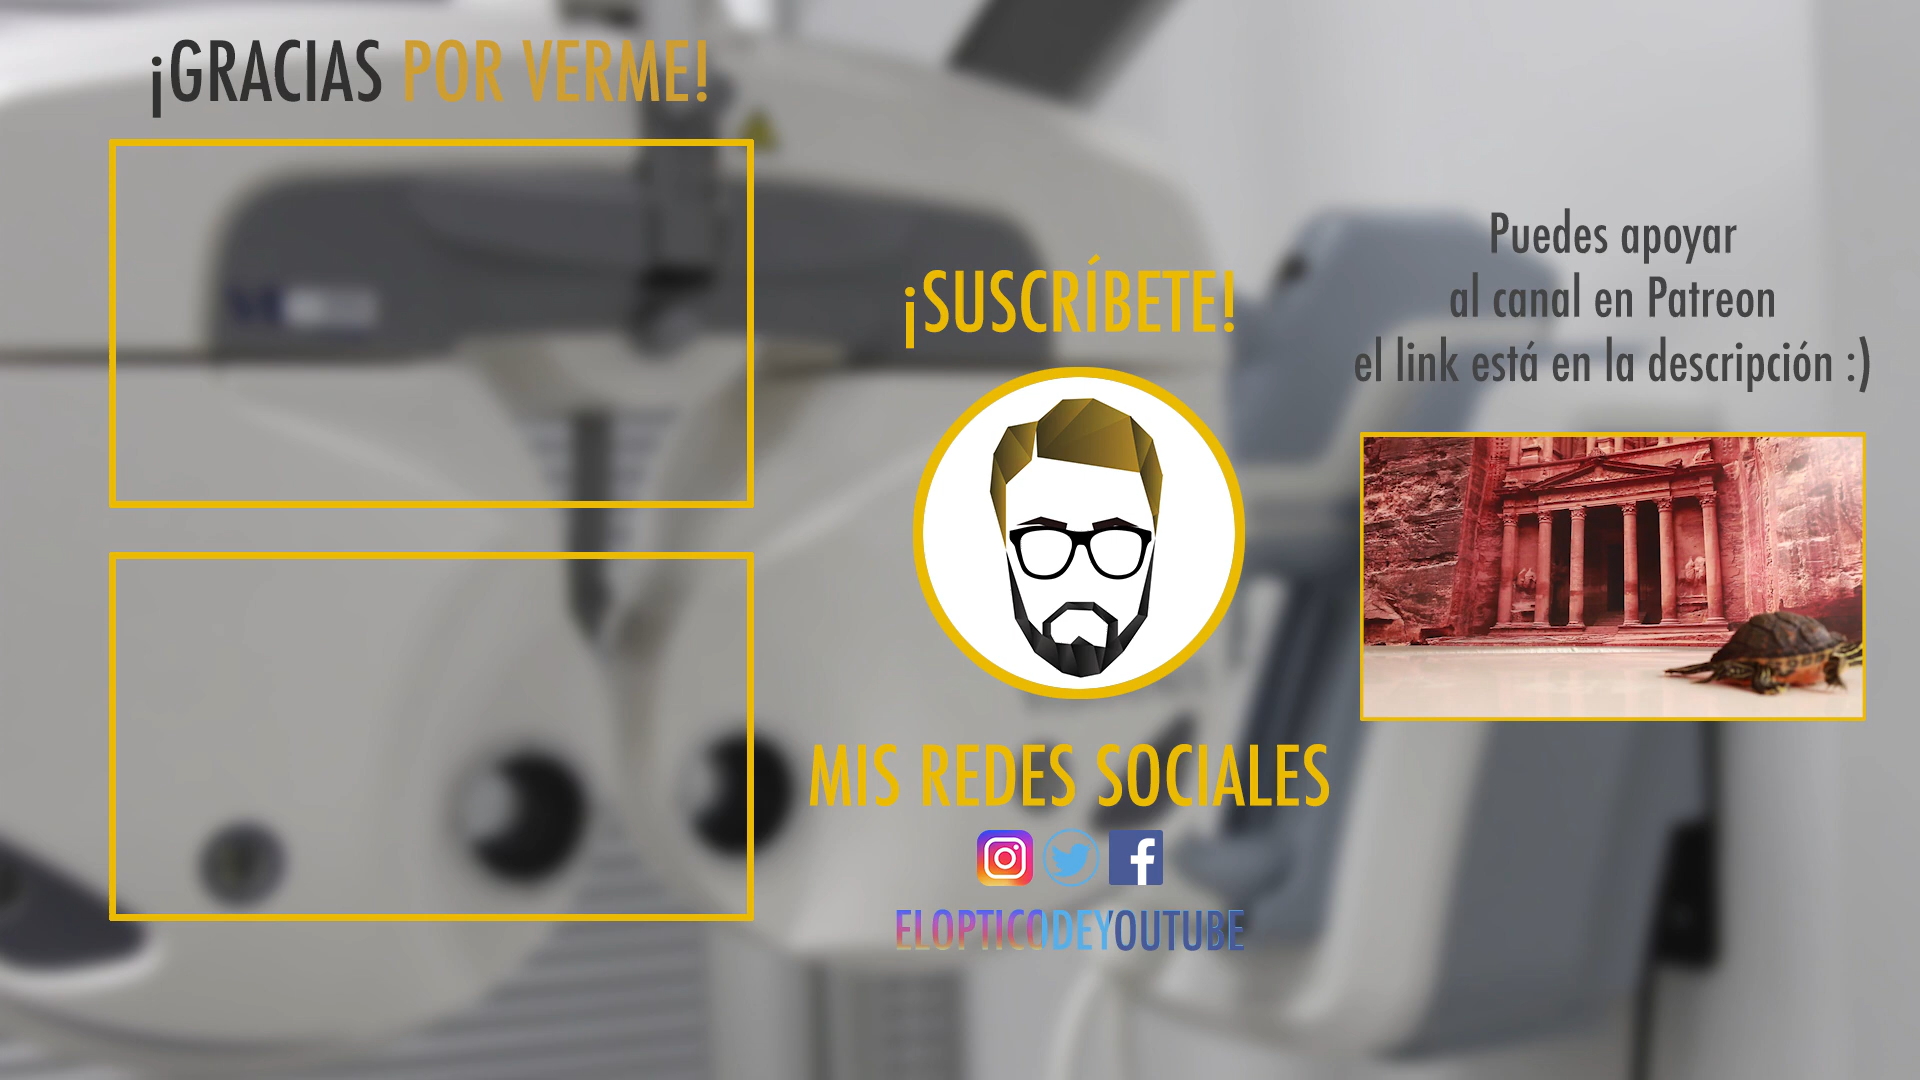 ¡GRACIAS POR VERME!
¡SUSCRÍBETE!
Puedes apoyar
al canal en Patreon
el link está en la descripción :)
MIS REDES SOCIALES
ELOPTICODEYOUTUBE